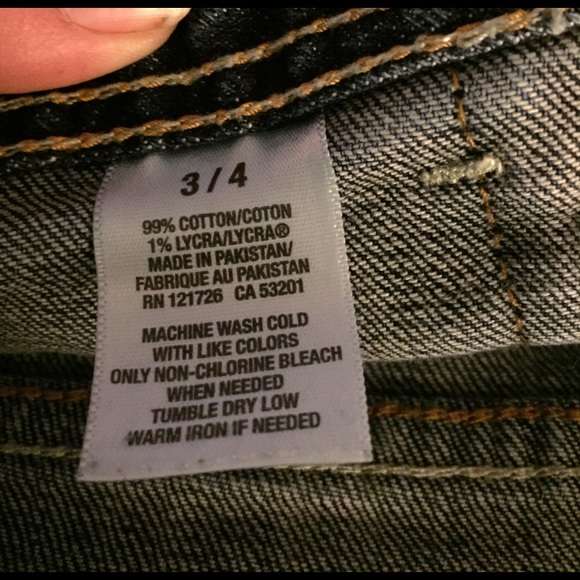 3 / 4
99% COTTON/COTON
1% LYCRA/LYCRA®
MADE IN PAKISTAN/
FABRIQUE AU PAKISTAN
RN 121726 CA 53201
MACHINE WASH COLD
WITH LIKE COLORS
ONLY NON-CHLORINE BLEACH
WHEN NEEDED
TUMBLE DRY LOW
WARM IRON IF NEEDED